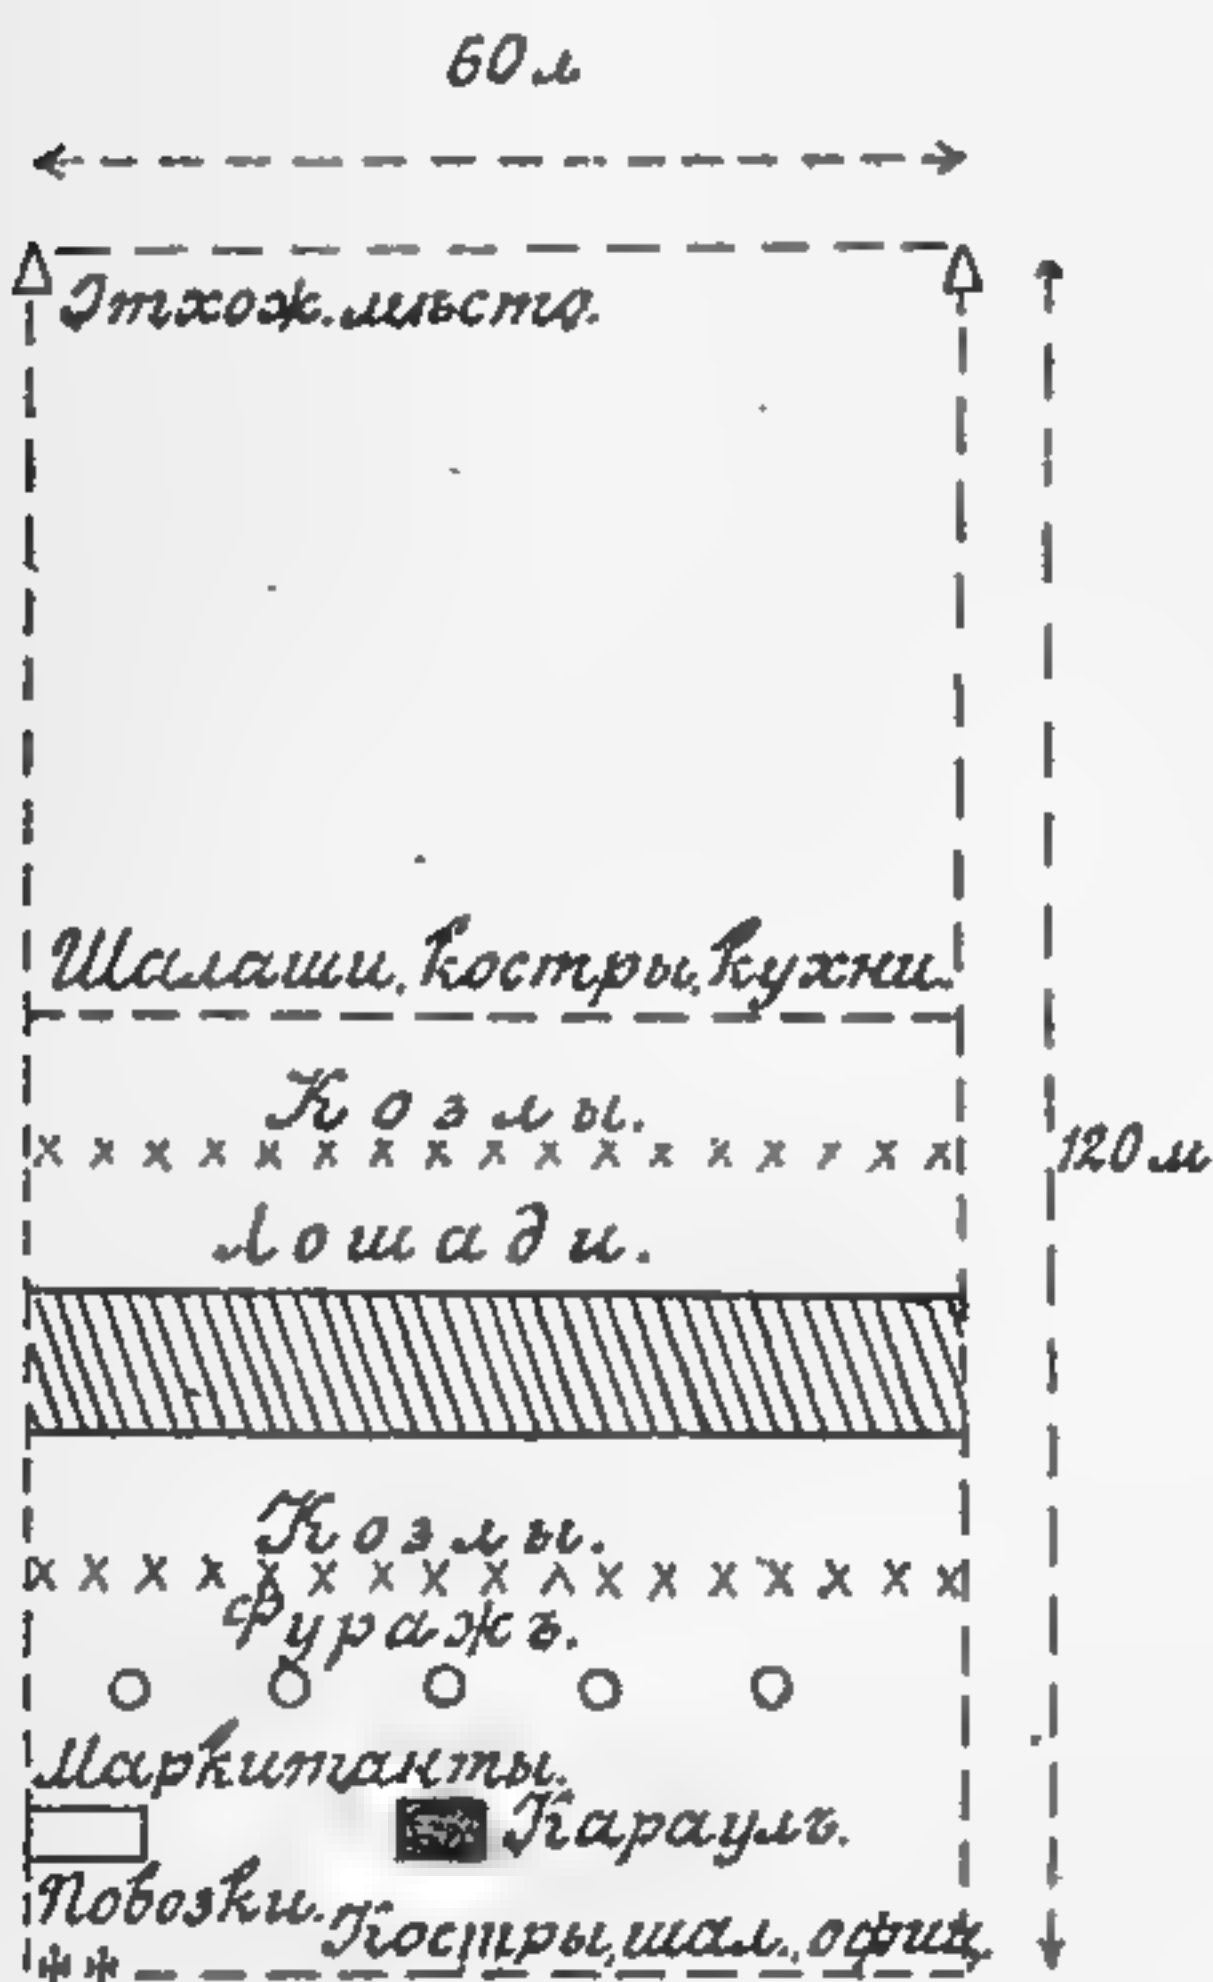 60 м
Отхож. мѣсто.
Шалаши, костры, кухни.
Козлы.
Лошади.
120 м
Козлы.
Фуражъ.
Маркитанты.
Караулъ.
Повозки.
Костры, шал., офиц.